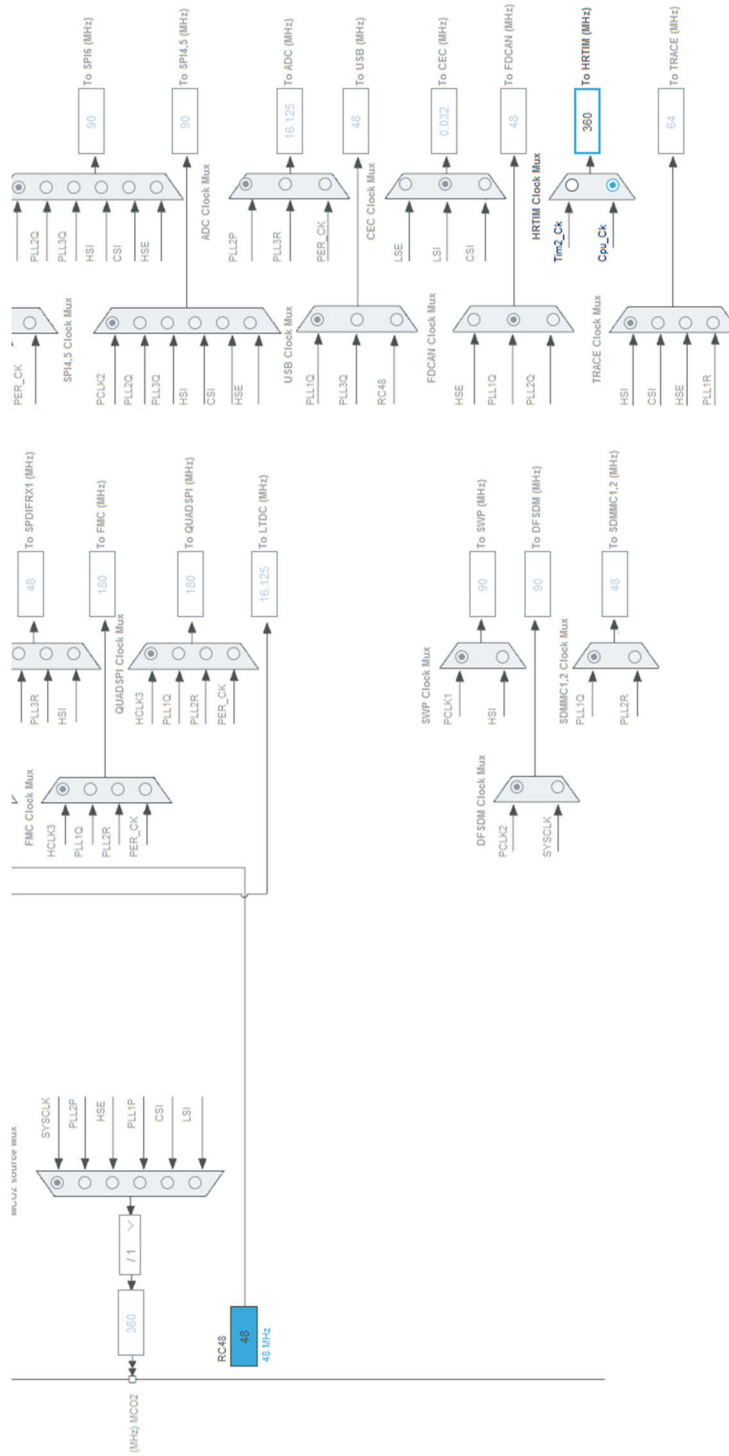 MCO2 source Mux
SYSCLK
PLL2P
HSE
PLL1P
CSI
LSI
/ 1
360
(MHz) MCO2
RC48
48
48 MHz
PLL3R
HSI
48
To SPDIFRX1 (MHz)
FMC Clock Mux
HCLK3
PLL1Q
PLL2R
PER_CK
180
To FMC (MHz)
QUADSPI Clock Mux
HCLK3
PLL1Q
PLL2R
PER_CK
180
To QUADSPI (MHz)
16.125
To LTDC (MHz)
SWP Clock Mux
PCLK1
HSI
90
To SWP (MHz)
DFSDM Clock Mux
PCLK2
SYSCLK
90
To DFSDM (MHz)
SDMMC1,2 Clock Mux
PLL1Q
PLL2R
48
To SDMMC1,2 (MHz)
PER_CK
PLL2Q
PLL3Q
HSI
CSI
HSE
90
To SPI6 (MHz)
SPI4,5 Clock Mux
PCLK2
PLL2Q
PLL3Q
HSI
CSI
HSE
90
To SPI4,5 (MHz)
ADC Clock Mux
PLL2P
PLL3R
PER_CK
16.125
To ADC (MHz)
USB Clock Mux
PLL1Q
PLL3Q
RC48
48
To USB (MHz)
CEC Clock Mux
LSE
LSI
CSI
0.032
To CEC (MHz)
FDCAN Clock Mux
HSE
PLL1Q
PLL2Q
48
To FDCAN (MHz)
HRTIM Clock Mux
Tim2_Ck
Cpu_Ck
360
To HRTIM (MHz)
TRACE Clock Mux
HSI
CSI
HSE
PLL1R
64
To TRACE (MHz)